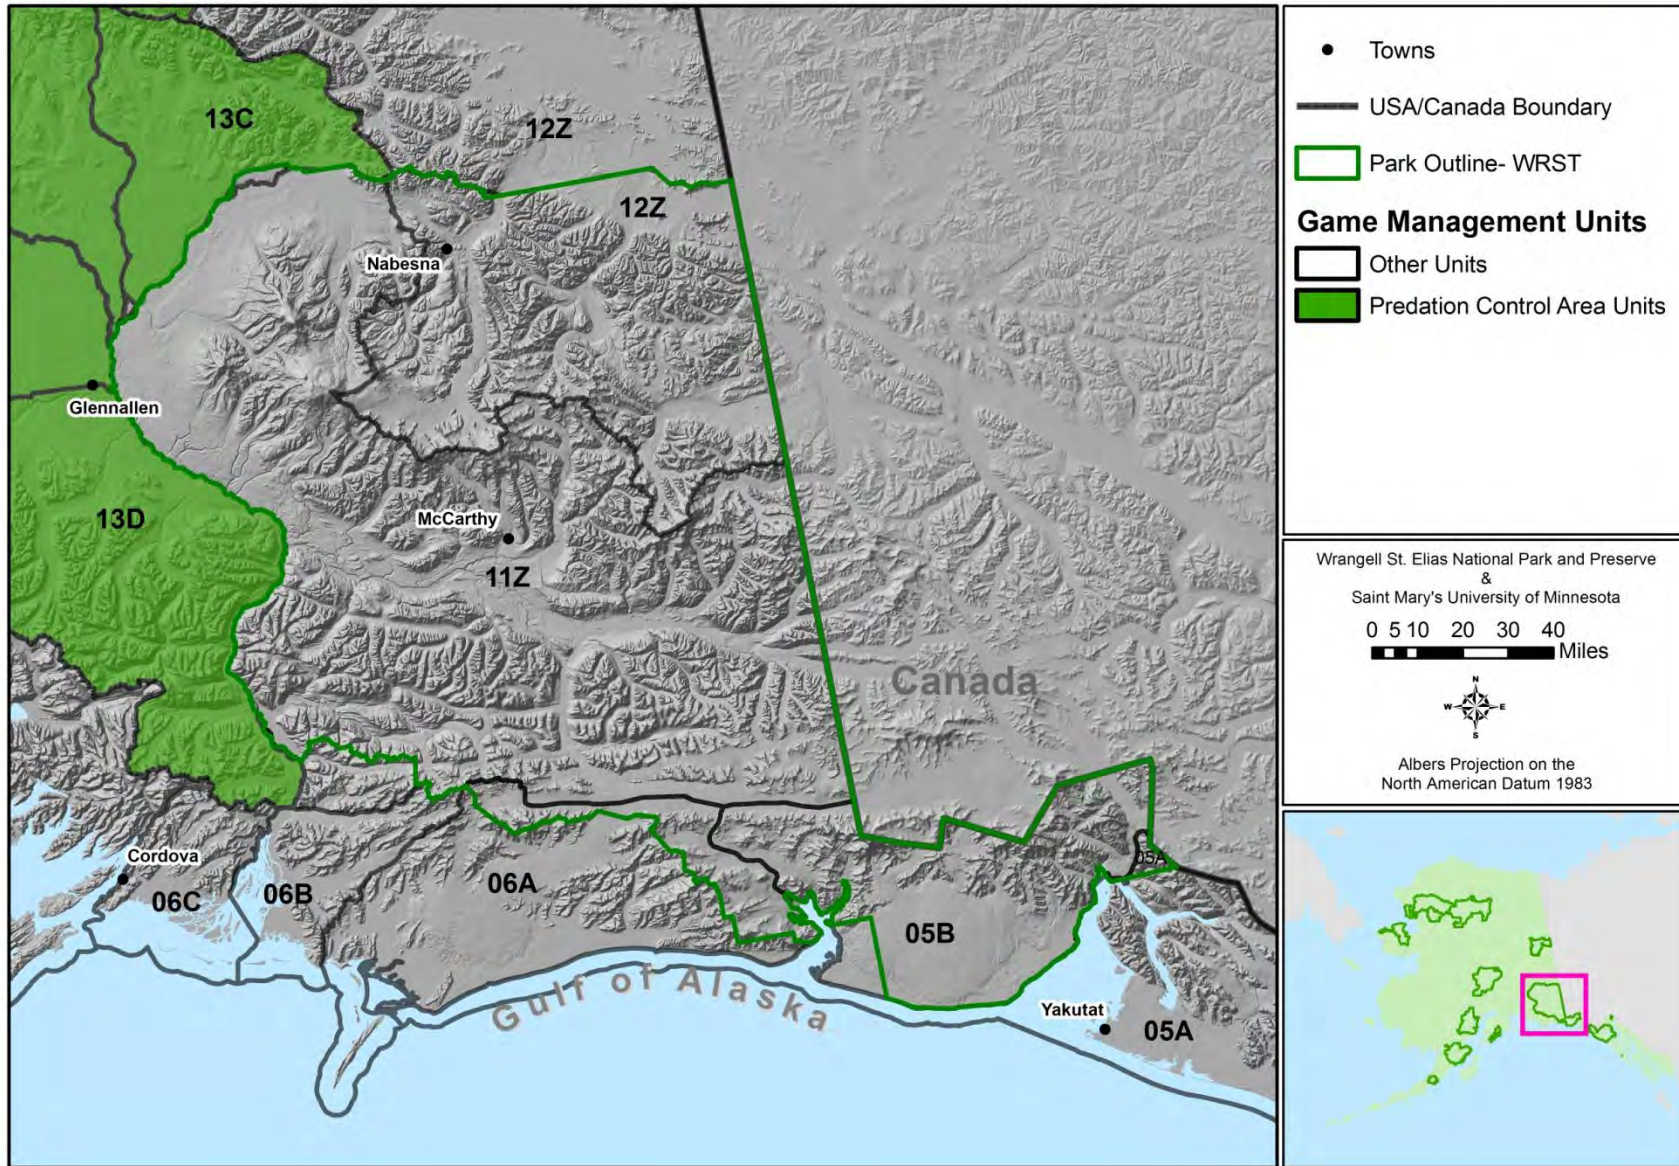 13C
12Z
12Z
Nabesna
Glennallen
13D
McCarthy
11Z
Canada
Cordova
06C
06B
06A
05B
05A
05A
Yakutat
Gulf of Alaska
Towns
USA/Canada Boundary
Park Outline- WRST
Game Management Units
Other Units
Predation Control Area Units
Wrangell St. Elias National Park and Preserve
&
Saint Mary's University of Minnesota
0 5 10 20 30 40
Miles
N
W E
S
Albers Projection on the
North American Datum 1983